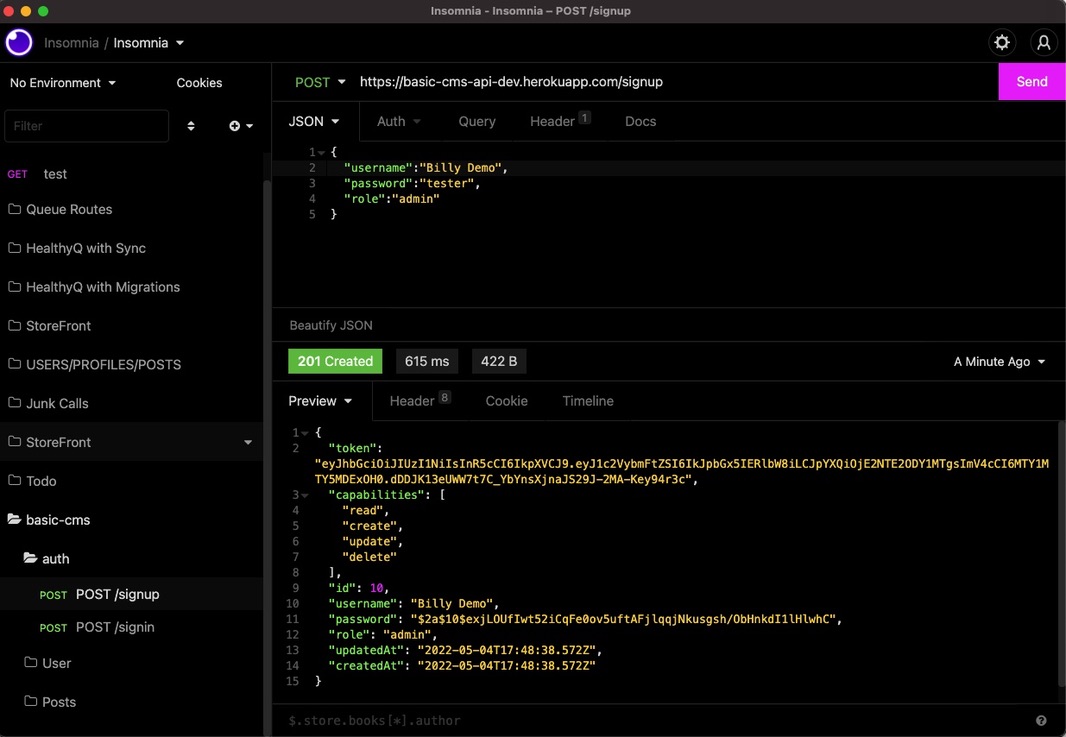 Insomnia - Insomnia – POST /signup
Insomnia / Insomnia
No Environment
Cookies
POST
https://basic-cms-api-dev.herokuapp.com/signup
Send
Filter
JSON
Auth
Query
Header 1
Docs
GET test
Queue Routes
HealthyQ with Sync
HealthyQ with Migrations
StoreFront
USERS/PROFILES/POSTS
Junk Calls
StoreFront
Todo
basic-cms
auth
POST POST /signup
POST POST /signin
User
Posts
1 {
2 "username":"Billy Demo",
3 "password":"tester",
4 "role":"admin"
5 }
Beautify JSON
201 Created
615 ms
422 B
A Minute Ago
Preview
Header 8
Cookie
Timeline
1 {
2 "token":
"eyJhbGciOiJIUzI1NiIsInR5cCI6IkpXVCJ9.eyJ1c2VybmFtZSI6IkJpbGx5IERlbW8iLCJpYXQiOjE2NTE2ODY1MTgsImV4cCI6MTY1M
TY5MDExOH0.dDDJK13eUWW7t7C_YbYnsXjnaJS29J-2MA-Key94r3c",
3 "capabilities": [
4 "read",
5 "create",
6 "update",
7 "delete"
8 ],
9 "id": 10,
10 "username": "Billy Demo",
11 "password": "$2a$10$exjLOUfIwt52iCqFe0ov5uftAFjlqqjNkusgsh/ObHnkdI1lHlwhC",
12 "role": "admin",
13 "updatedAt": "2022-05-04T17:48:38.572Z",
14 "createdAt": "2022-05-04T17:48:38.572Z"
15 }
$.store.books[*].author